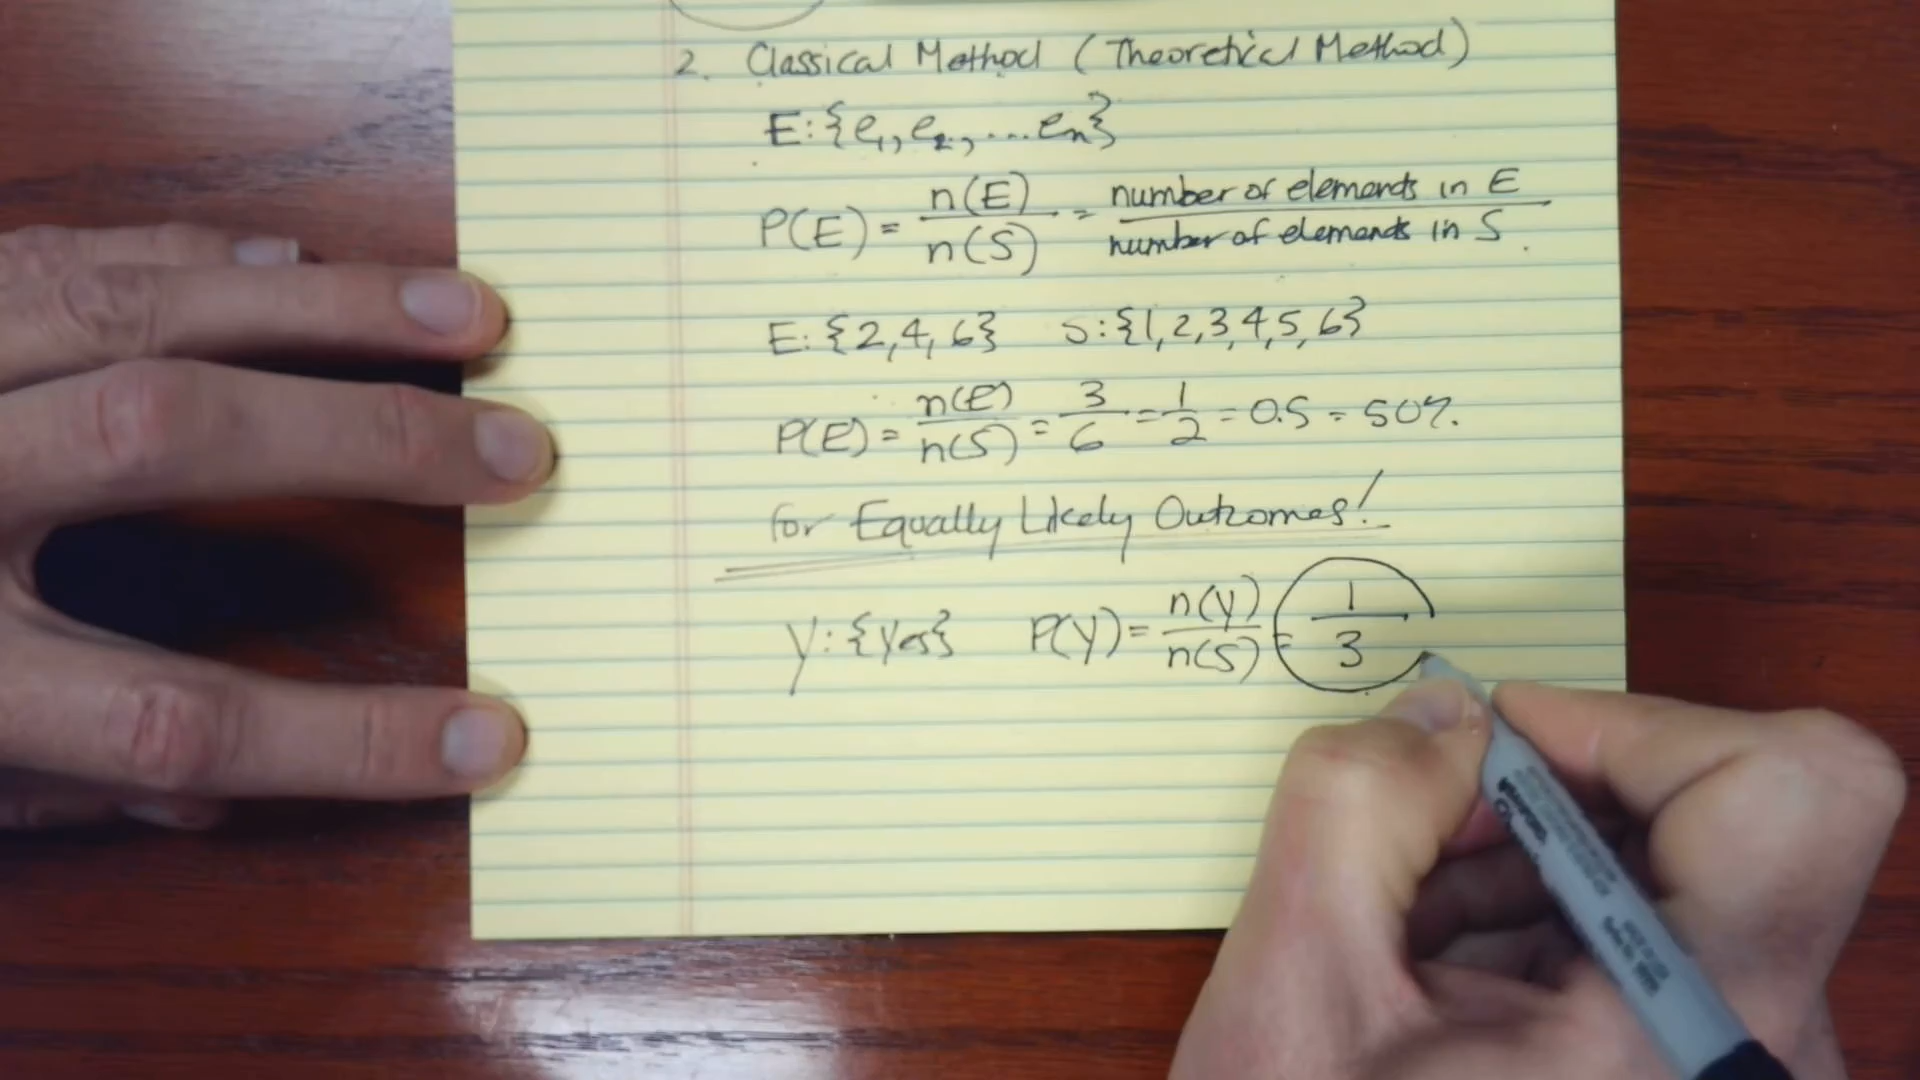 2. Classical Method (Theoretical Method)
E:{e1, e2, ...en}
P(E) = n(E)/n(S) = number of elements in E / number of elements in S.
E: {2,4,6} S:{1,2,3,4,5,6}
P(E) = n(E)/n(S) = 3/6 = 1/2 = 0.5 = 50%.
for Equally Likely Outcomes!
Y:{Yes} P(Y) = n(Y)/n(S) = 1/3